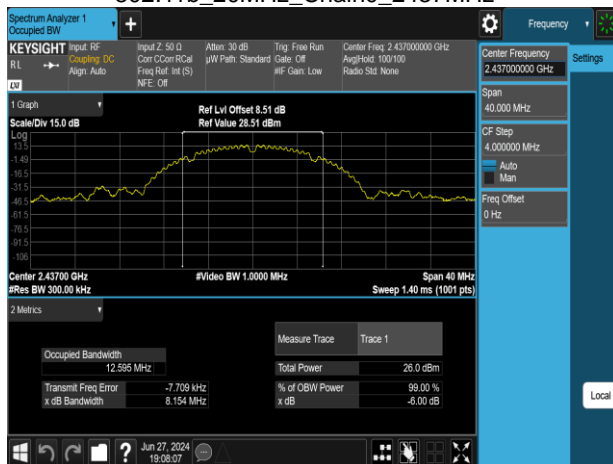 Spectrum Analyzer 1
Occupied BW
Frequency
KEYSIGHT
RL
Input: RF
Coupling: DC
Align: Auto
Input Z: 50 Ω
Corr CCorr RCal
Freq Ref: Int (S)
NFE: Off
Atten: 30 dB
µW Path: Standard
Trig: Free Run
Gate: Off
#IF Gain: Low
Center Freq: 2.437000000 GHz
Avg|Hold: 100/100
Radio Std: None
Center Frequency
2.437000000 GHz
Settings
Span
40.000 MHz
CF Step
4.000000 MHz
Auto
Man
Freq Offset
0 Hz
Local
1 Graph
Scale/Div 15.0 dB
Ref Lvl Offset 8.51 dB
Ref Value 28.51 dBm
Log
13.5
-1.49
-16.5
-31.5
-46.5
-61.5
-76.5
-91.5
-106
Center 2.43700 GHz
#Res BW 300.00 kHz
#Video BW 1.0000 MHz
Span 40 MHz
Sweep 1.40 ms (1001 pts)
2 Metrics
Measure Trace
Trace 1
Occupied Bandwidth
12.595 MHz
Total Power
26.0 dBm
Transmit Freq Error
-7.709 kHz
% of OBW Power
99.00 %
x dB Bandwidth
8.154 MHz
x dB
-6.00 dB
?
Jun 27, 2024
19:08:07